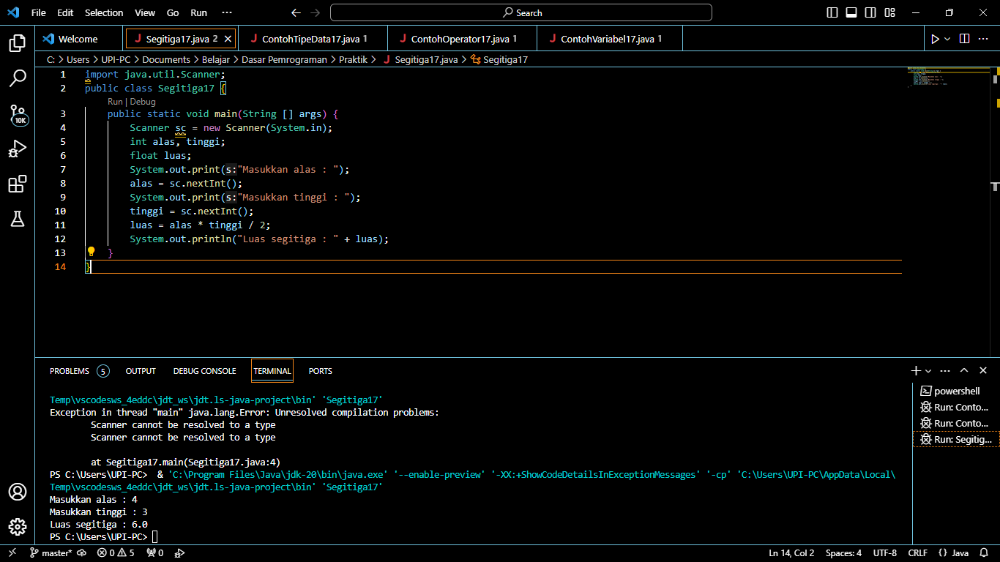 File Edit Selection View Go Run ··· Search
Welcome Segitiga17.java 2 ContohTipeData17.java 1 ContohOperator17.java 1 ContohVariabel17.java 1
C: > Users > UPI-PC > Documents > Belajar > Dasar Pemrograman > Praktik > Segitiga17.java > Segitiga17
1 import java.util.Scanner;
2 public class Segitiga17 {
Run | Debug
3 public static void main(String [] args) {
4 Scanner sc = new Scanner(System.in);
5 int alas, tinggi;
6 float luas;
7 System.out.print(s:"Masukkan alas : ");
8 alas = sc.nextInt();
9 System.out.print(s:"Masukkan tinggi : ");
10 tinggi = sc.nextInt();
11 luas = alas * tinggi / 2;
12 System.out.println("Luas segitiga : " + luas);
13 }
14 }
10K
PROBLEMS 5 OUTPUT DEBUG CONSOLE TERMINAL PORTS
Temp\vscodesws_4eddc\jdt_ws\jdt.ls-java-project\bin' 'Segitiga17'
Exception in thread "main" java.lang.Error: Unresolved compilation problems:
Scanner cannot be resolved to a type
Scanner cannot be resolved to a type
at Segitiga17.main(Segitiga17.java:4)
PS C:\Users\UPI-PC> & 'C:\Program Files\Java\jdk-20\bin\java.exe' '--enable-preview' '-XX:+ShowCodeDetailsInExceptionMessages' '-cp' 'C:\Users\UPI-PC\AppData\Local\
Temp\vscodesws_4eddc\jdt_ws\jdt.ls-java-project\bin' 'Segitiga17'
Masukkan alas : 4
Masukkan tinggi : 3
Luas segitiga : 6.0
PS C:\Users\UPI-PC>
powershell
Run: Conto...
Run: Conto...
Run: Segitig...
master* 0 5 0 Ln 14, Col 2 Spaces: 4 UTF-8 CRLF {} Java